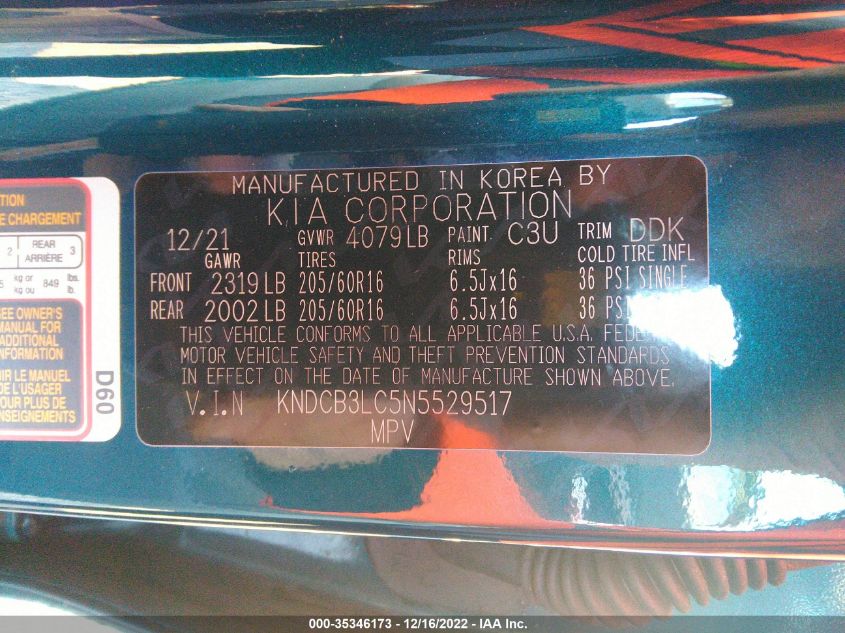 TION
E CHARGEMENT
2 REAR ARRIÈRE 3
5 kg or kg ou 849 lbs. lb.
SEE OWNER'S
MANUAL FOR
ADDITIONAL
INFORMATION
IR LE MANUEL
DE L'USAGER
POUR PLUS DE
D60
MANUFACTURED IN KOREA BY
KIA CORPORATION
12/21 GVWR 4079LB PAINT C3U TRIM DDK
GAWR TIRES RIMS COLD TIRE INFL
FRONT 2319LB 205/60R16 6.5Jx16 36 PSI SINGLE
REAR 2002LB 205/60R16 6.5Jx16 36 PSI
THIS VEHICLE CONFORMS TO ALL APPLICABLE U.S.A. FEDE
MOTOR VEHICLE SAFETY AND THEFT PREVENTION STANDARDS
IN EFFECT ON THE DATE OF MANUFACTURE SHOWN ABOVE.
V.I.N KNDCB3LC5N5529517
MPV
000-35346173 - 12/16/2022 - IAA Inc.